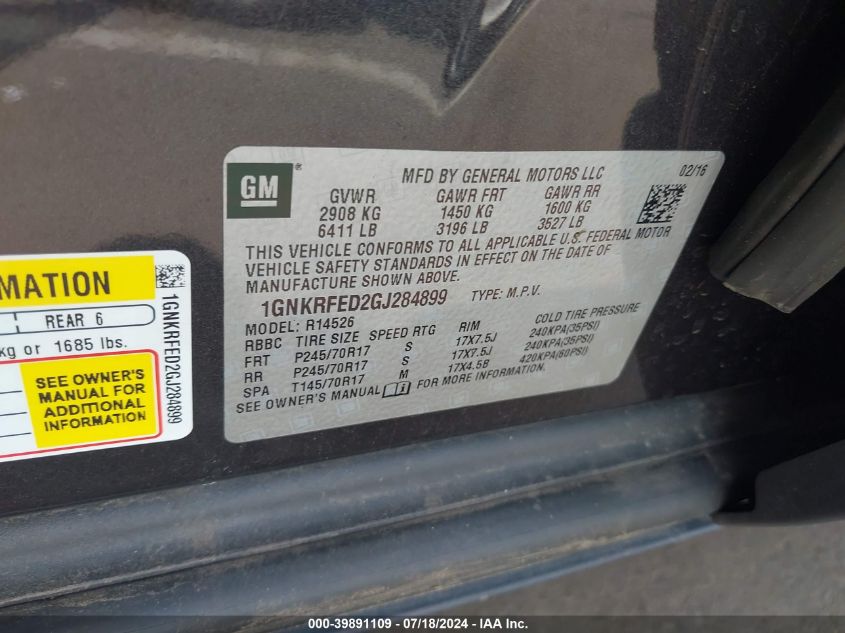 GM®
MFD BY GENERAL MOTORS LLC 02/16
GVWR GAWR FRT GAWR RR
2908 KG 1450 KG 1600 KG
6411 LB 3196 LB 3527 LB
THIS VEHICLE CONFORMS TO ALL APPLICABLE U.S. FEDERAL MOTOR
VEHICLE SAFETY STANDARDS IN EFFECT ON THE DATE OF
MANUFACTURE SHOWN ABOVE.
1GNKRFED2GJ284899 TYPE: M.P.V.
MODEL: R14526
RBBC TIRE SIZE SPEED RTG RIM COLD TIRE PRESSURE
FRT P245/70R17 S 17X7.5J 240KPA(35PSI)
RR P245/70R17 S 17X7.5J 240KPA(35PSI)
SPA T145/70R17 M 17X4.5B 420KPA(60PSI)
SEE OWNER'S MANUAL FOR MORE INFORMATION.
MATION
REAR 6
kg or 1685 lbs.
SEE OWNER'S
MANUAL FOR
ADDITIONAL
INFORMATION
1GNKRFED2GJ284899
000-39891109 - 07/18/2024 - IAA Inc.